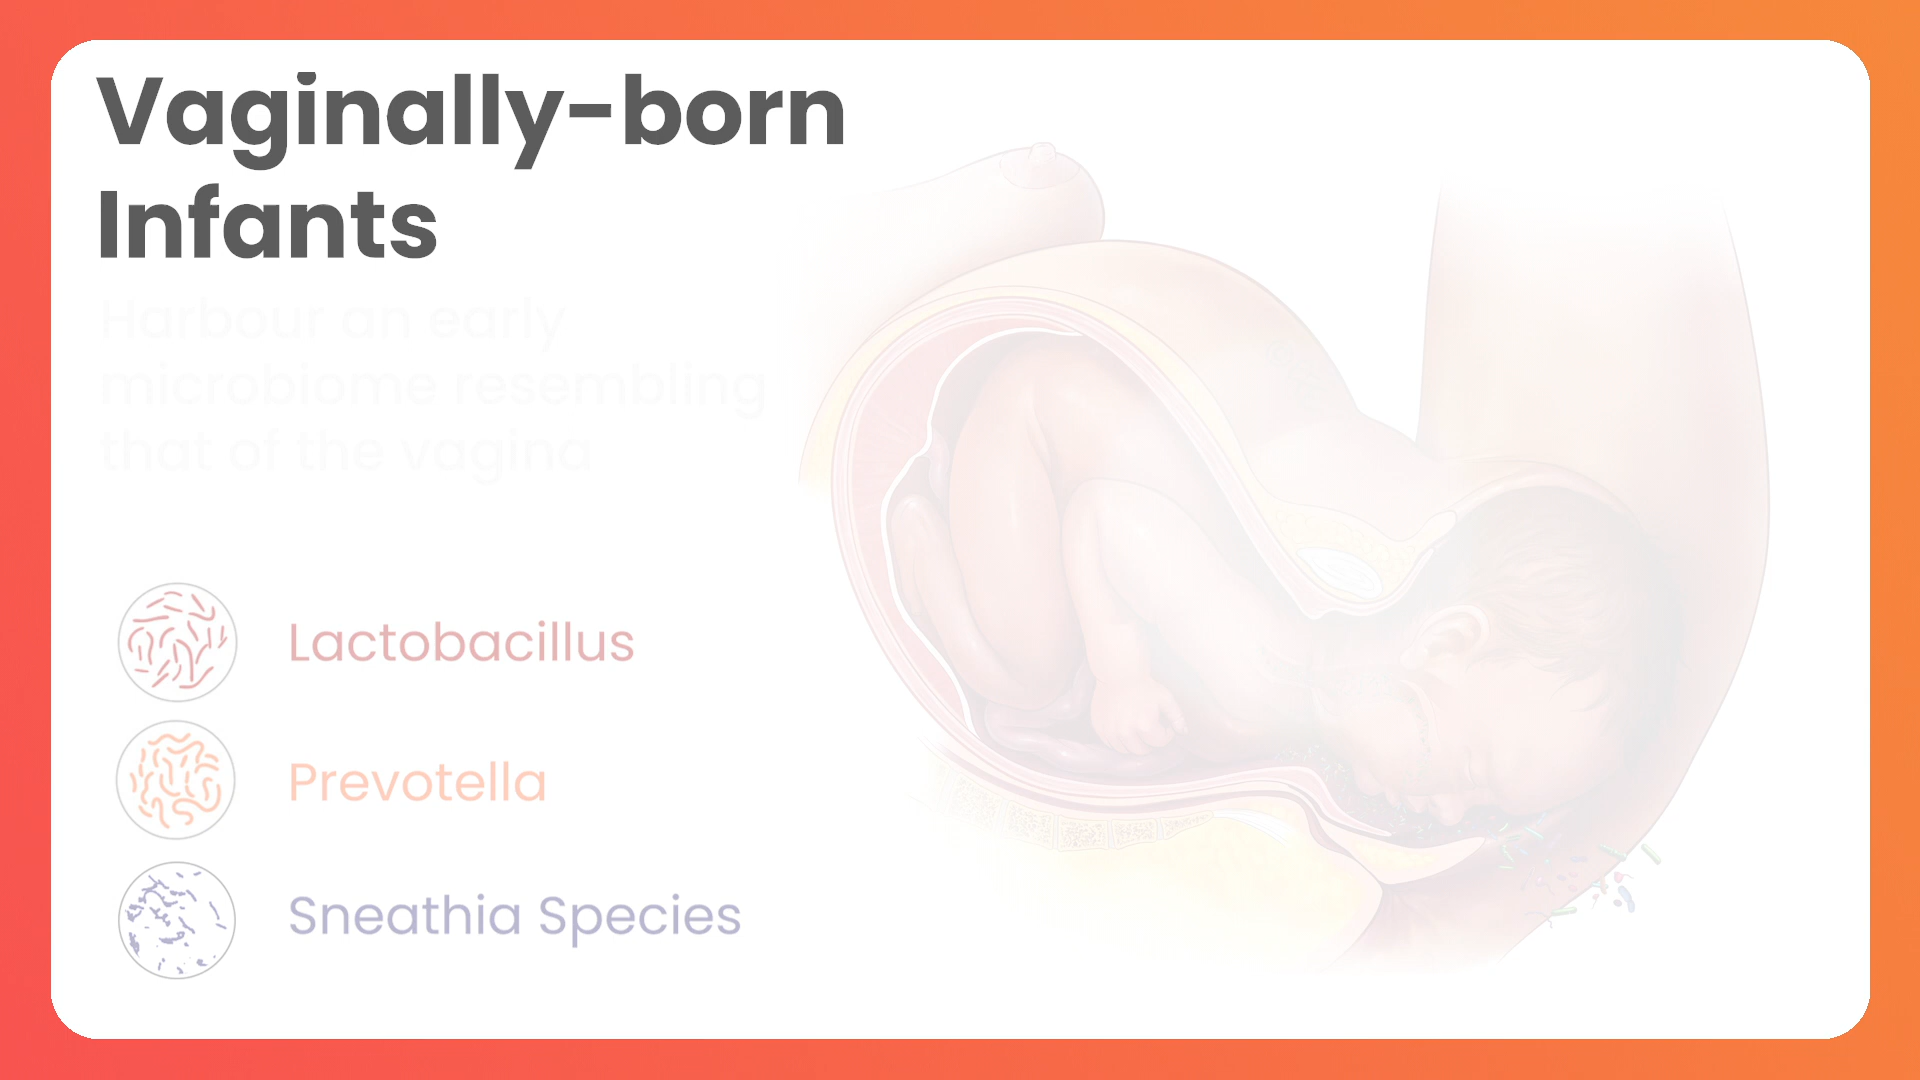 Vaginally-born
Infants
Harbour an early
microbiome resembling
that of the vagina
Lactobacillus
Prevotella
Sneathia Species